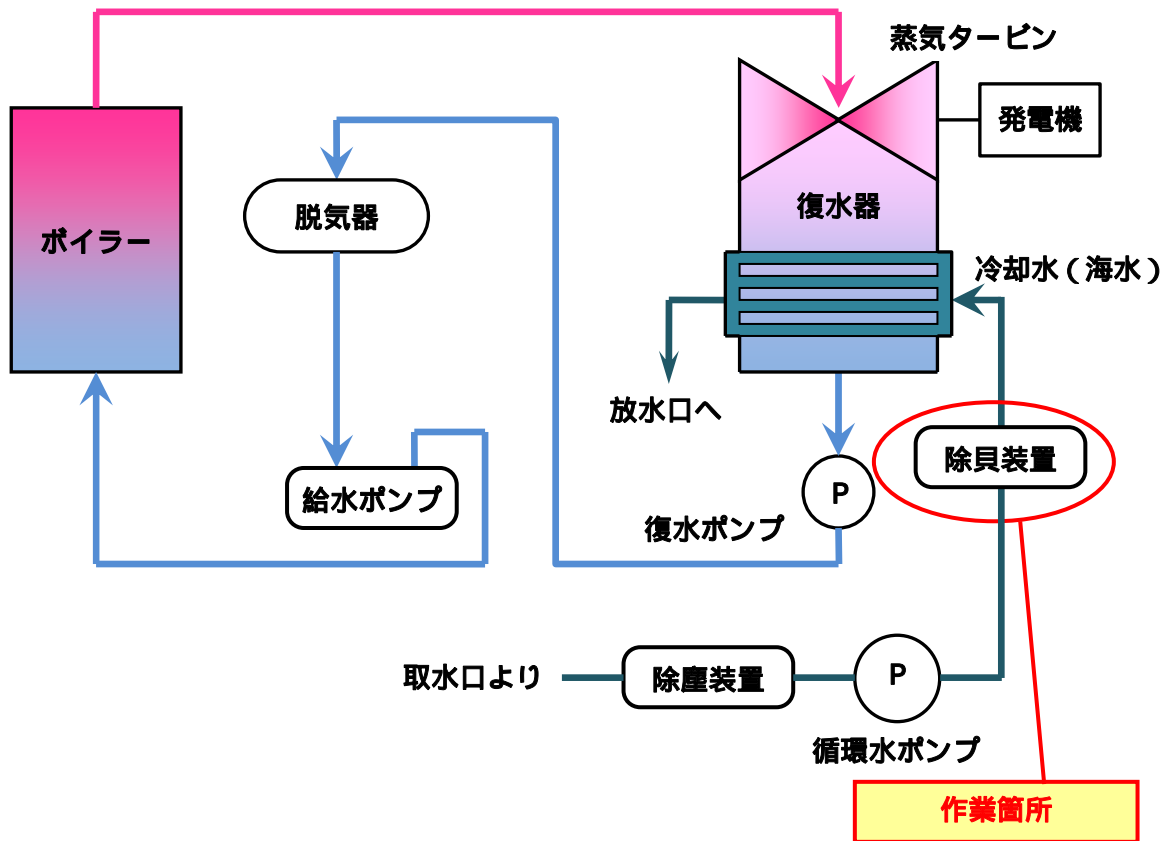 蒸気タービン
発電機
ボイラー
脱気器
復水器
冷却水(海水)
放水口へ
除貝装置
給水ポンプ
P
復水ポンプ
取水口より
除塵装置
P
循環水ポンプ
作業箇所